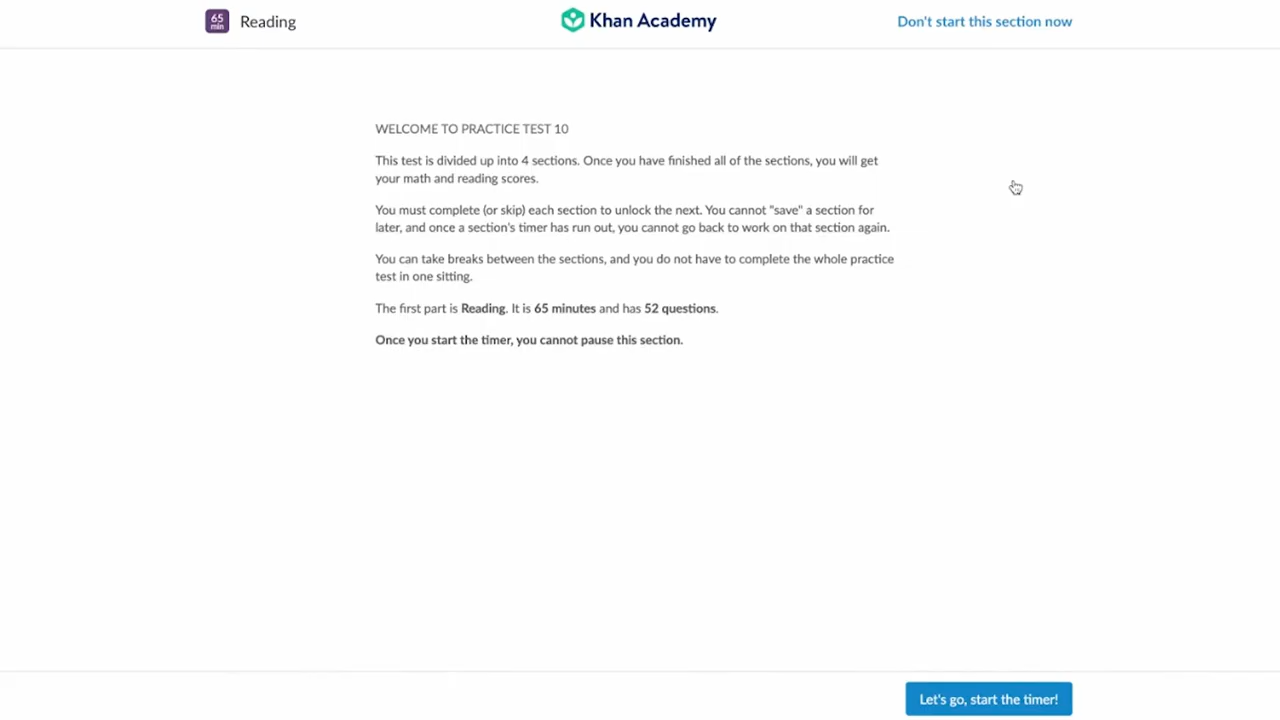 65
min
Reading
Khan Academy
Don't start this section now
WELCOME TO PRACTICE TEST 10
This test is divided up into 4 sections. Once you have finished all of the sections, you will get
your math and reading scores.
You must complete (or skip) each section to unlock the next. You cannot "save" a section for
later, and once a section's timer has run out, you cannot go back to work on that section again.
You can take breaks between the sections, and you do not have to complete the whole practice
test in one sitting.
The first part is Reading. It is 65 minutes and has 52 questions.
Once you start the timer, you cannot pause this section.
Let's go, start the timer!